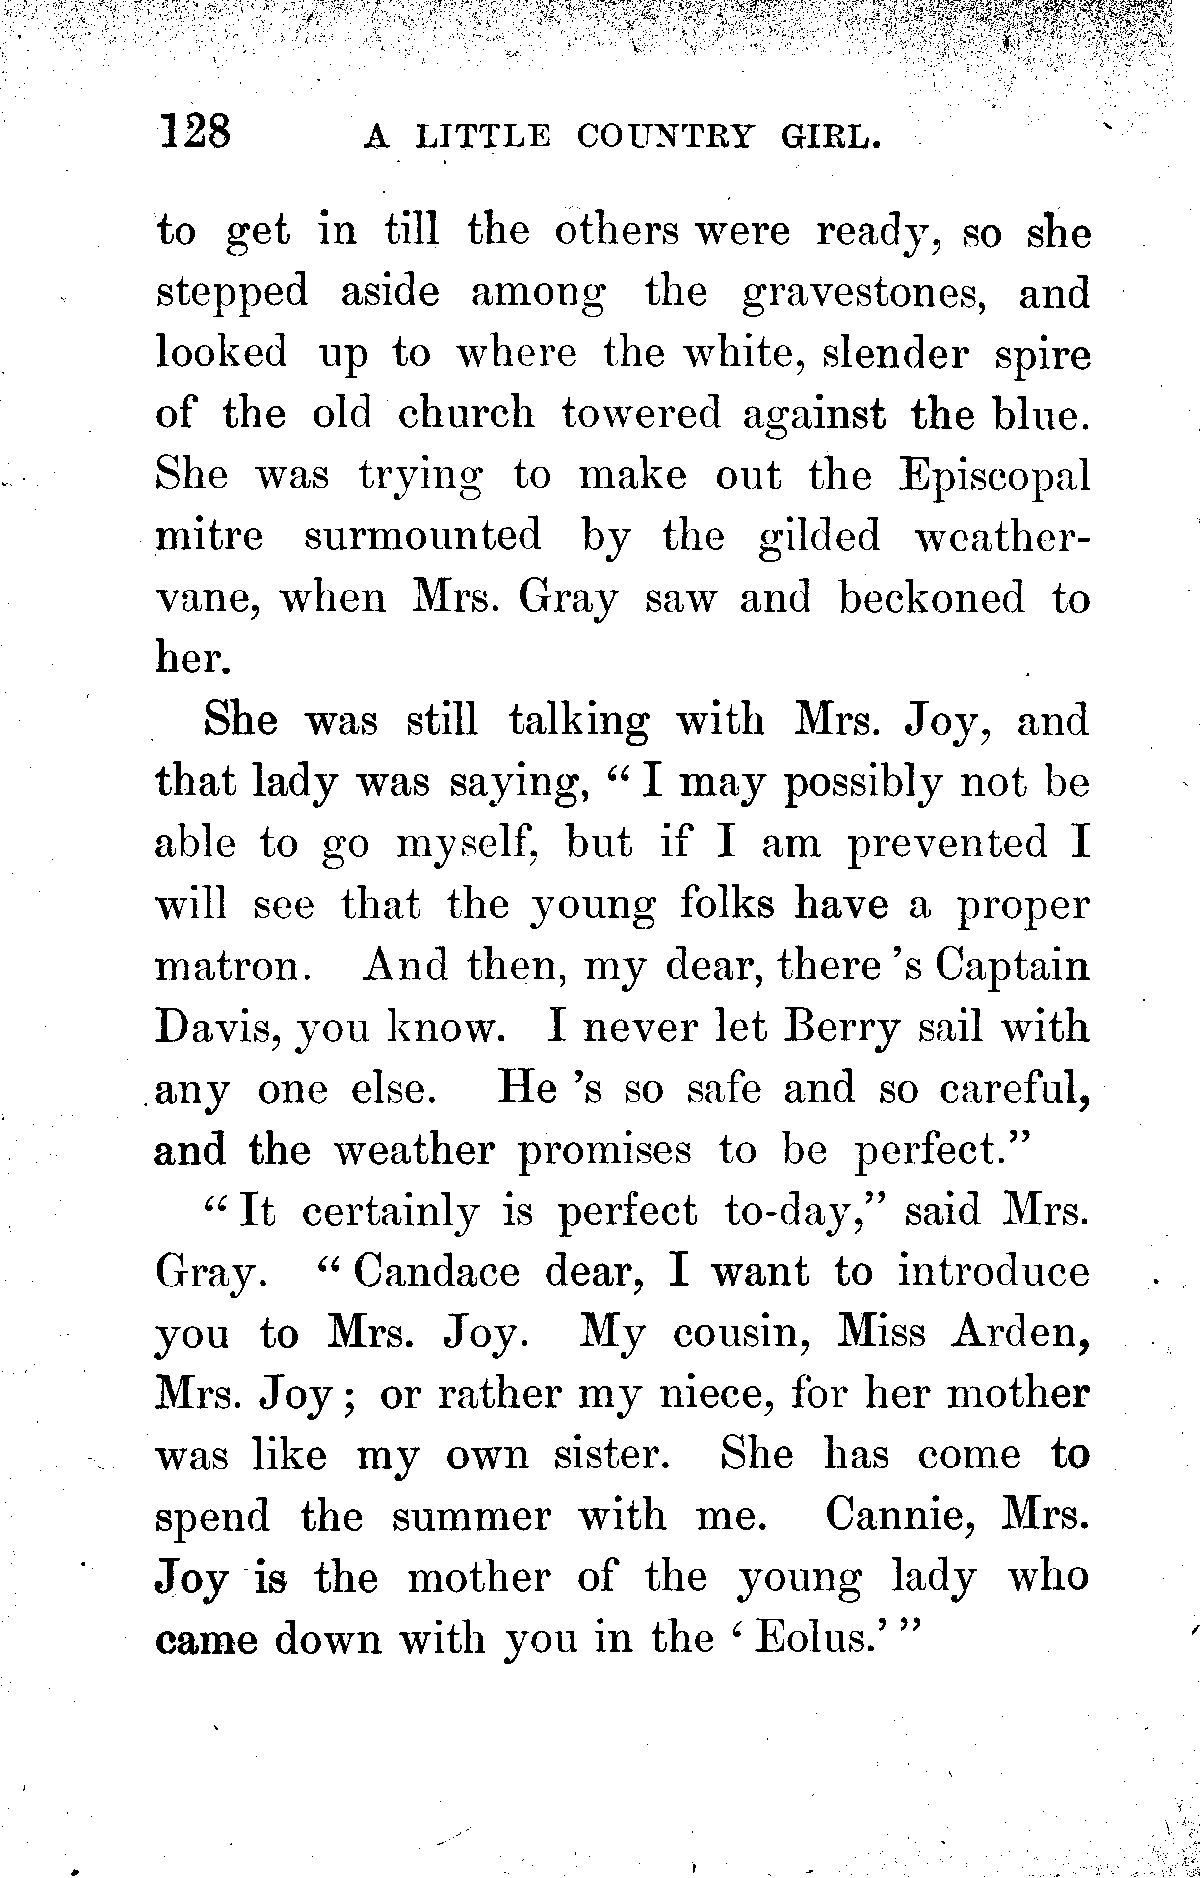 128 A LITTLE COUNTRY GIRL.
to get in till the others were ready, so she
stepped aside among the gravestones, and
looked up to where the white, slender spire
of the old church towered against the blue.
She was trying to make out the Episcopal
mitre surmounted by the gilded weather-
vane, when Mrs. Gray saw and beckoned to
her.
She was still talking with Mrs. Joy, and
that lady was saying, “ I may possibly not be
able to go myself, but if I am prevented I
will see that the young folks have a proper
matron. And then, my dear, there 's Captain
Davis, you know. I never let Berry sail with
any one else. He 's so safe and so careful,
and the weather promises to be perfect.”
“ It certainly is perfect to-day,” said Mrs.
Gray. “ Candace dear, I want to introduce
you to Mrs. Joy. My cousin, Miss Arden,
Mrs. Joy ; or rather my niece, for her mother
was like my own sister. She has come to
spend the summer with me. Cannie, Mrs.
Joy is the mother of the young lady who
came down with you in the ‘ Eolus.’ ”